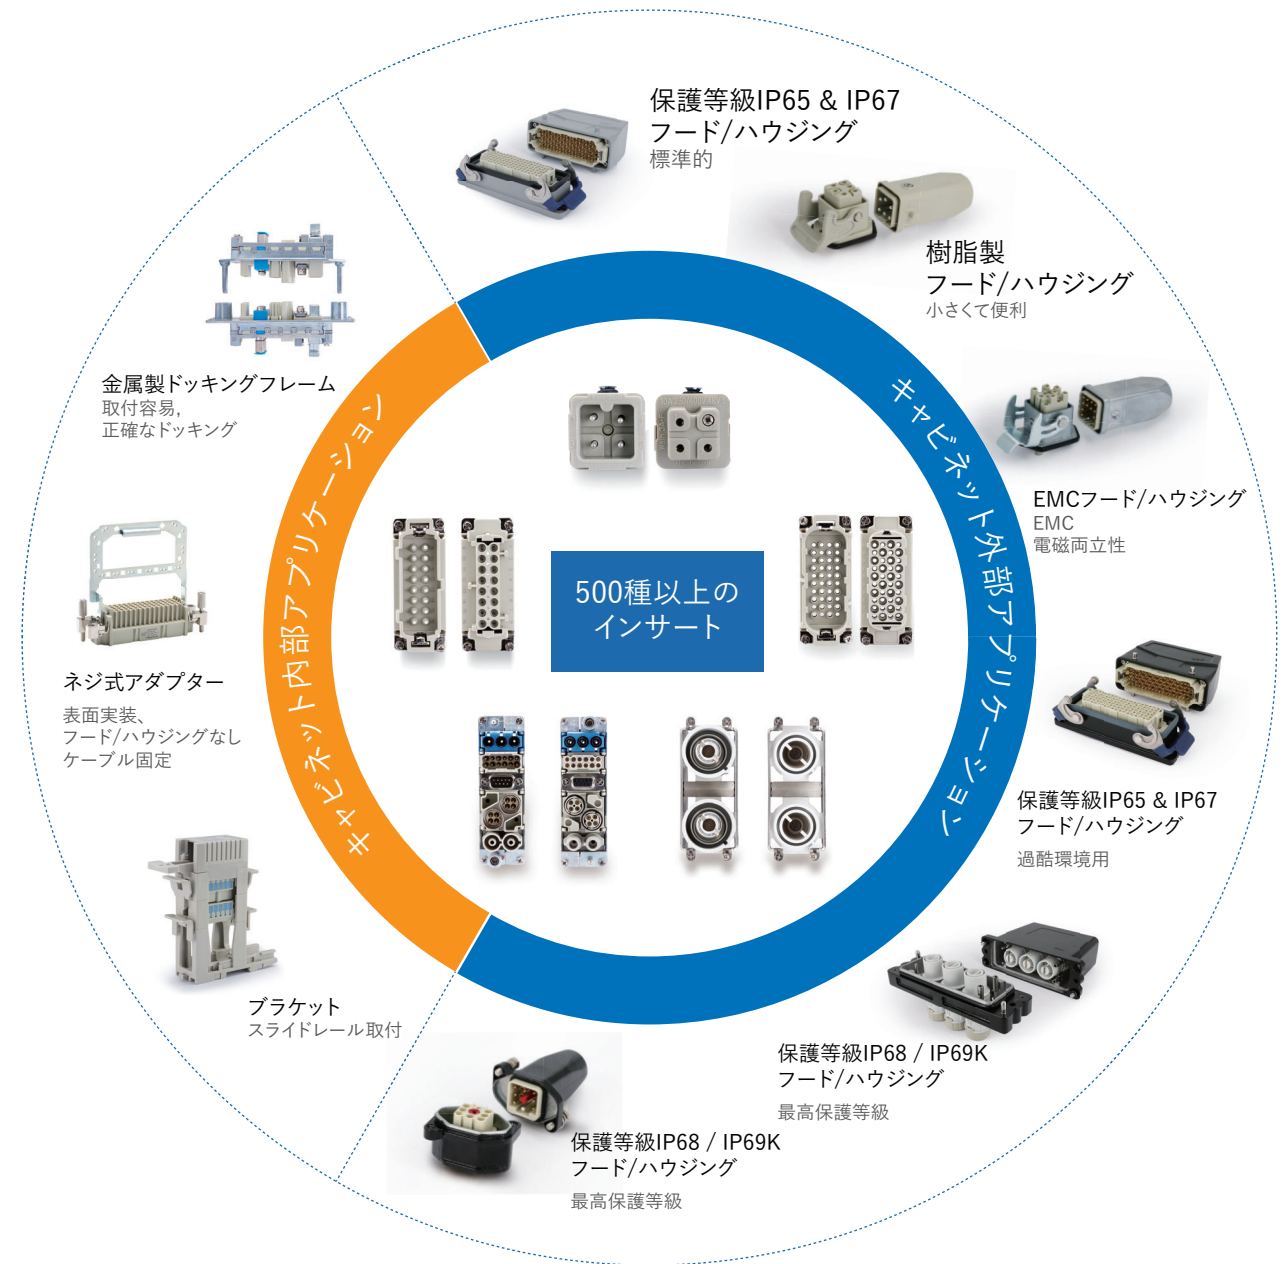 保護等級IP65 & IP67
フード/ハウジング
標準的
樹脂製
フード/ハウジング
小さくて便利
金属製ドッキングフレーム
取付容易,
正確なドッキング
キャビネット内部アプリケーション
キャビネット外部アプリケーション
EMCフード/ハウジング
EMC
電磁両立性
500種以上の
インサート
ネジ式アダプター
表面実装、
フード/ハウジングなし
ケーブル固定
保護等級IP65 & IP67
フード/ハウジング
過酷環境用
ブラケット
スライドレール取付
保護等級IP68 / IP69K
フード/ハウジング
最高保護等級
保護等級IP68 / IP69K
フード/ハウジング
最高保護等級